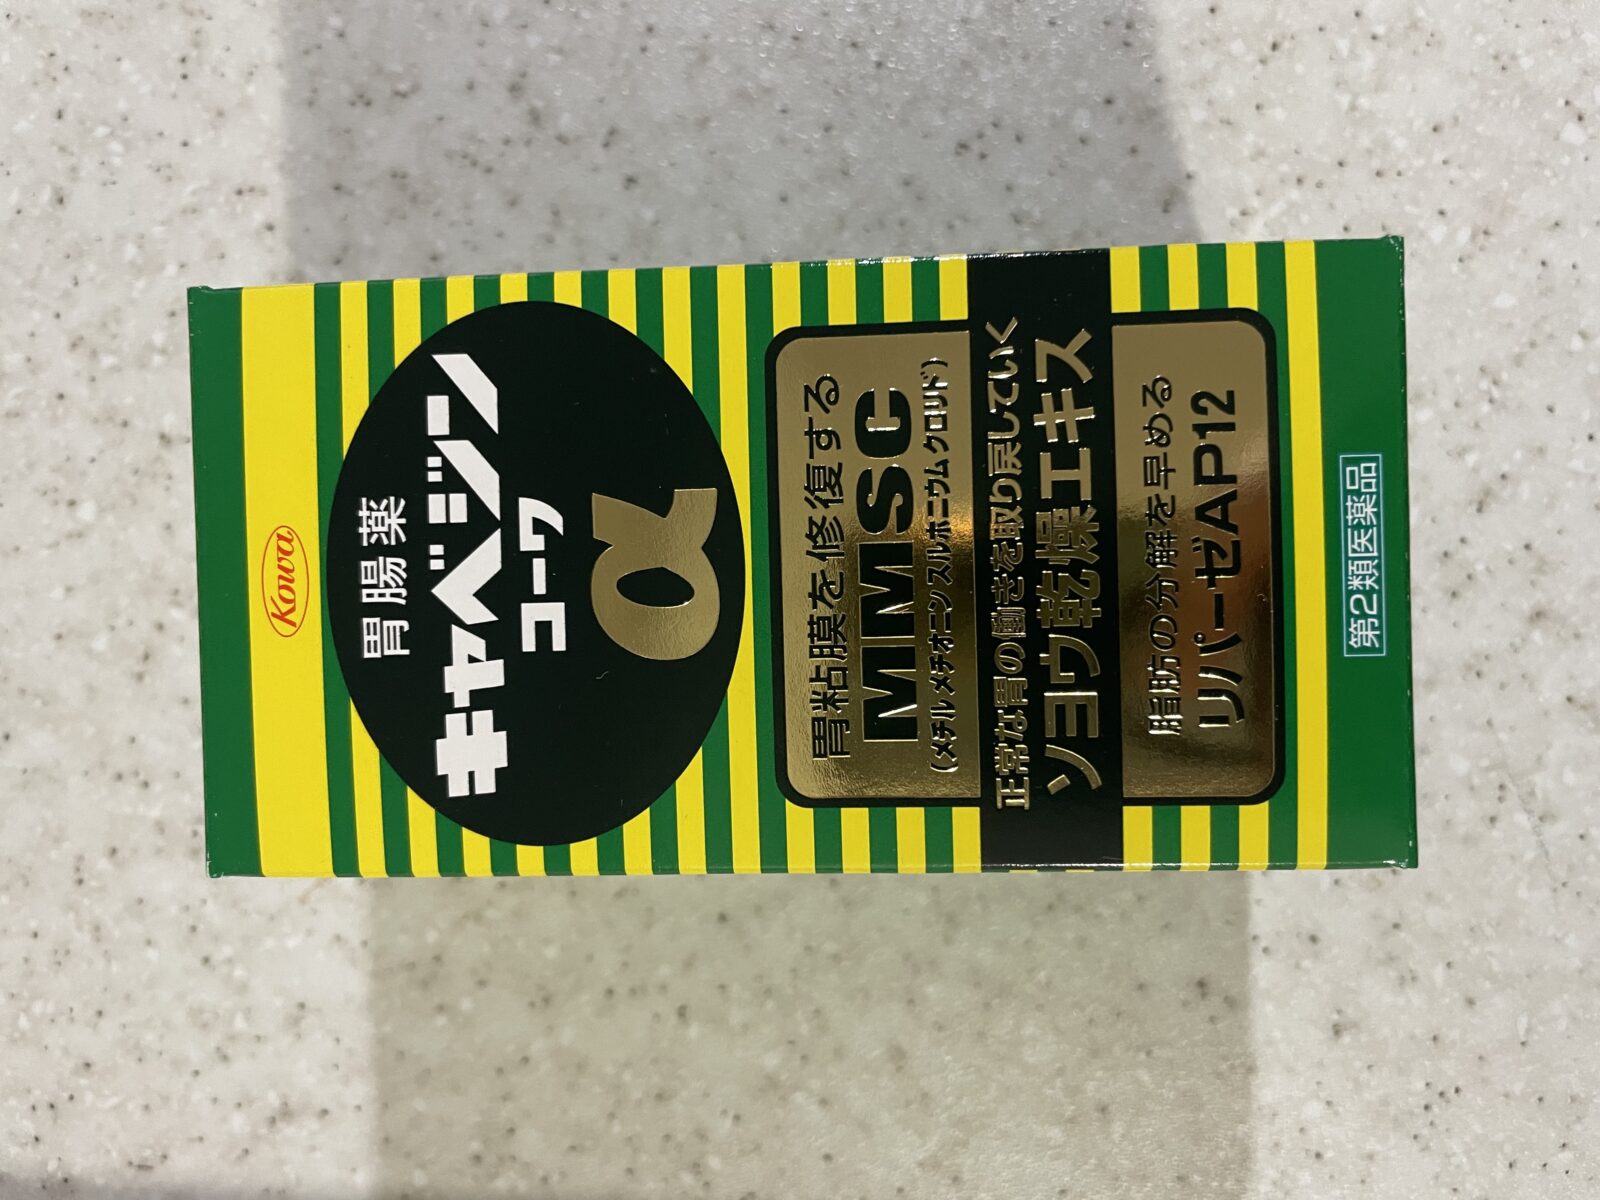 Kowa
胃腸薬
キャベジン
コーワ
α
胃粘膜を修復する
MMSC
(メチルメチオニンスルホニウムクロリド)
正常な胃の働きを取り戻していく
ソヨウ乾燥エキス
脂肪の分解を早める
リパーゼAP12
第2類医薬品